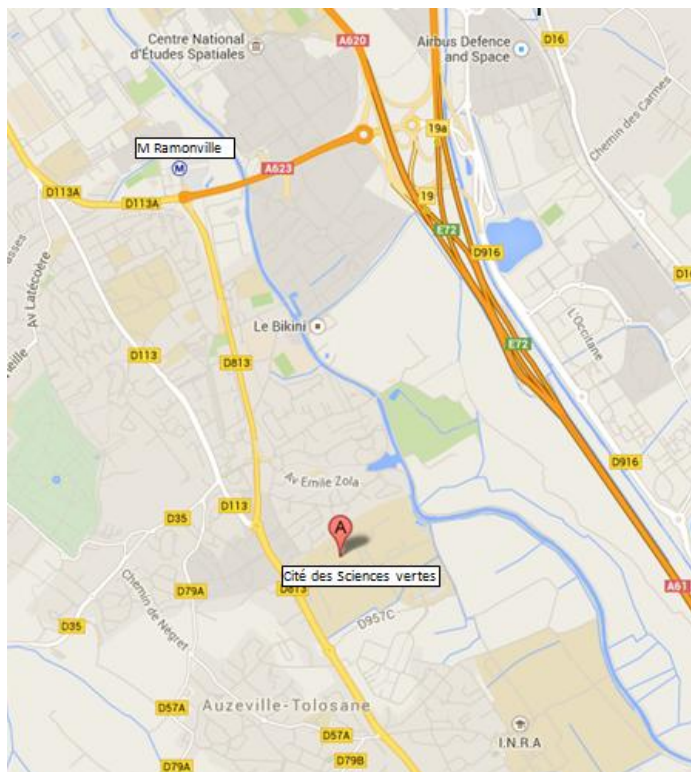 Centre National
d'Études Spatiales
A620
Airbus Defence
and Space
D16
Chemin des Carmes
M Ramonville
M
A623
19a
19
D113A
D113A
E72
D916
Av Latécoère
Le Bikini
L'Occitane
E72
D113
D813
D916
Av Emile Zola
D35
D113
A
Cité des Sciences vertes
D813
A61
Chemin de Négret
D79A
D957C
D35
D57A
Auzeville-Tolosane
D57A
I.N.R.A
D79A
D79B